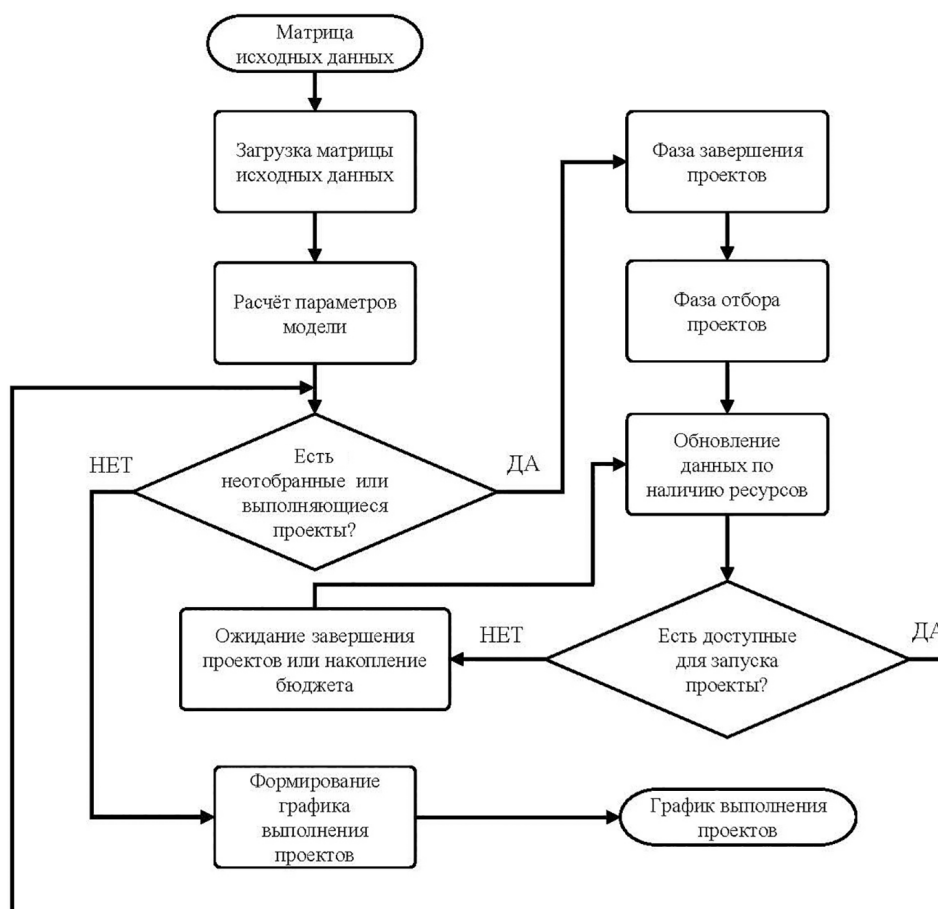 Матрица
исходных данных
Загрузка матрицы
исходных данных
Расчёт параметров
модели
Есть
неотобранные или
выполняющиеся
проекты?
НЕТ
ДА
Фаза завершения
проектов
Фаза отбора
проектов
Обновление
данных по
наличию ресурсов
Есть доступные
для запуска
проекты?
НЕТ
ДА
Ожидание завершения
проектов или накопление
бюджета
Формирование
графика
выполнения
проектов
График выполнения
проектов